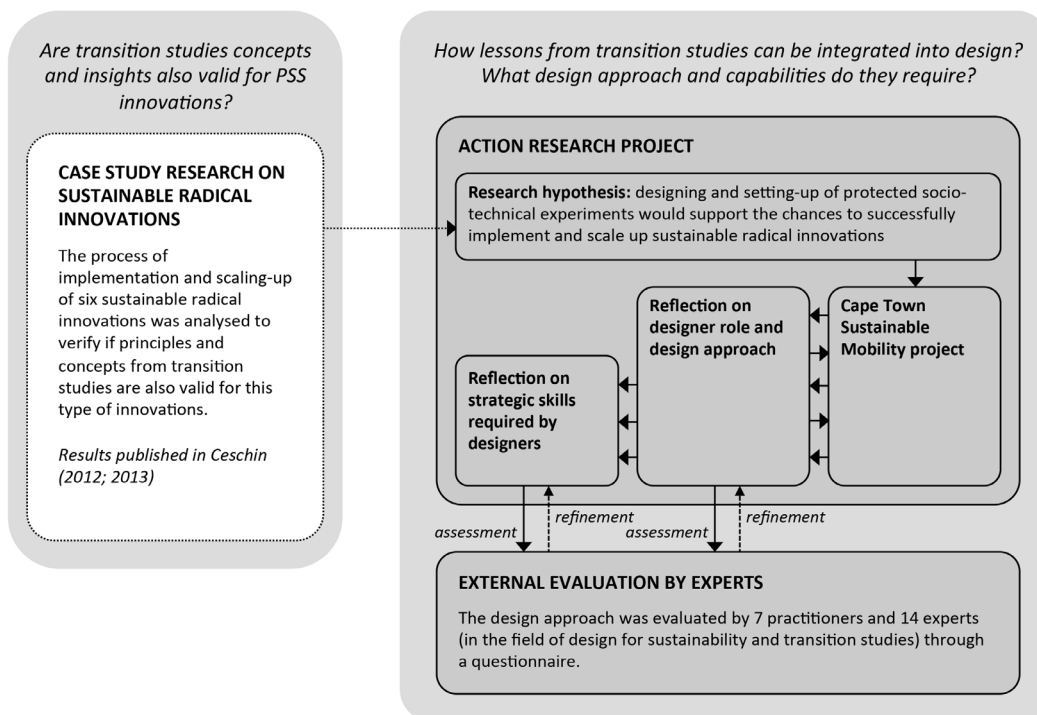 Are transition studies concepts
and insights also valid for PSS
innovations?
CASE STUDY RESEARCH ON
SUSTAINABLE RADICAL
INNOVATIONS
The process of
implementation and scaling-up
of six sustainable radical
innovations was analysed to
verify if principles and
concepts from transition
studies are also valid for this
type of innovations.
Results published in Ceschin
(2012; 2013)
How lessons from transition studies can be integrated into design?
What design approach and capabilities do they require?
ACTION RESEARCH PROJECT
Research hypothesis: designing and setting-up of protected socio-
technical experiments would support the chances to successfully
implement and scale up sustainable radical innovations
Reflection on
strategic skills
required by
designers
Reflection on
designer role and
design approach
Cape Town
Sustainable
Mobility project
assessment
refinement
assessment
refinement
EXTERNAL EVALUATION BY EXPERTS
The design approach was evaluated by 7 practitioners and 14 experts
(in the field of design for sustainability and transition studies) through
a questionnaire.